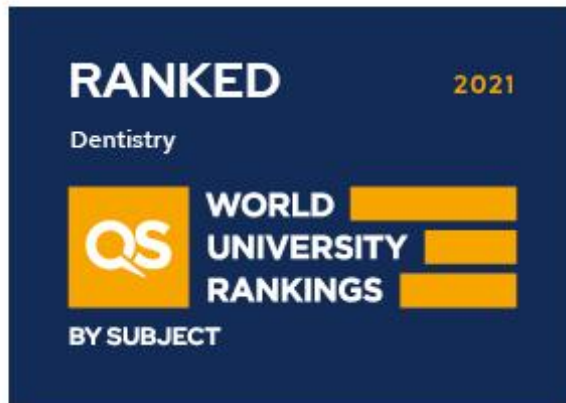 RANKED
2021
Dentistry
QS
WORLD
UNIVERSITY
RANKINGS
BY SUBJECT